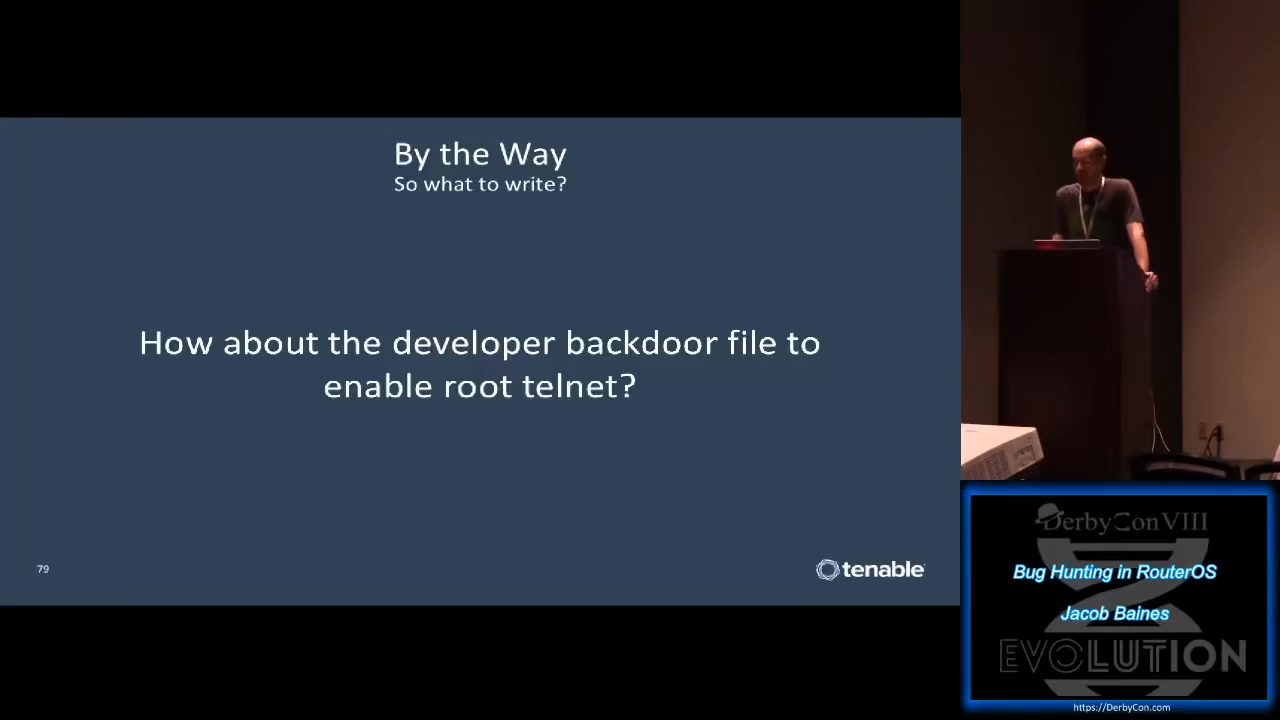 By the Way
So what to write?
How about the developer backdoor file to
enable root telnet?
79
tenable
DerbyCon VIII
Bug Hunting in RouterOS
Jacob Baines
EVOLUTION
https://DerbyCon.com